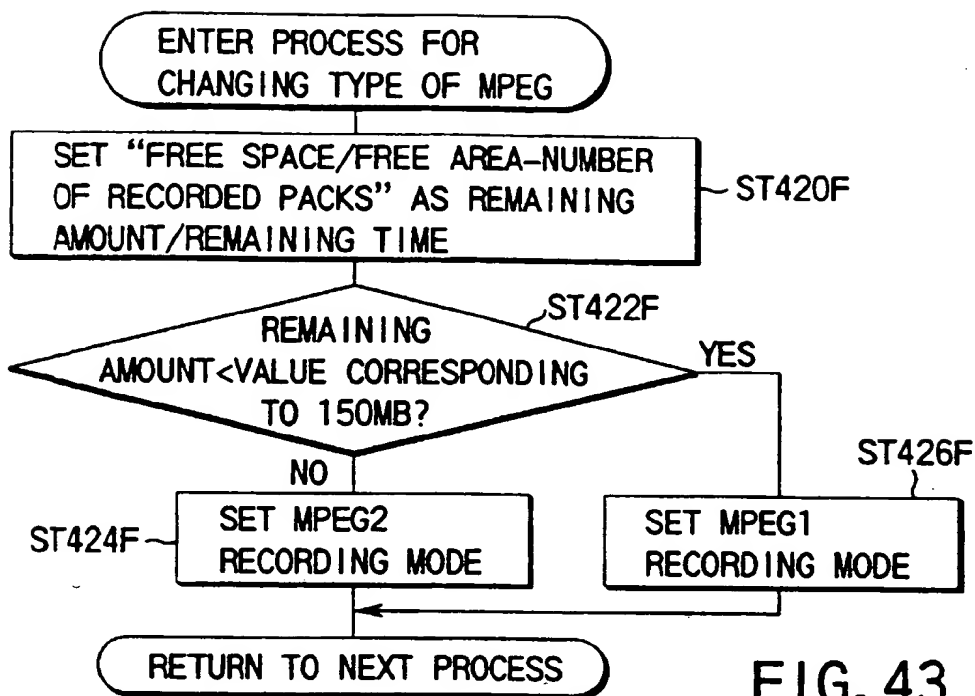 ENTER PROCESS FOR
CHANGING TYPE OF MPEG
SET “FREE SPACE/FREE AREA-NUMBER
OF RECORDED PACKS” AS REMAINING
AMOUNT/REMAINING TIME
ST420F
ST422F
REMAINING
AMOUNT<VALUE CORRESPONDING
TO 150MB?
YES
NO
ST426F
ST424F
SET MPEG2
RECORDING MODE
SET MPEG1
RECORDING MODE
RETURN TO NEXT PROCESS
FIG. 43